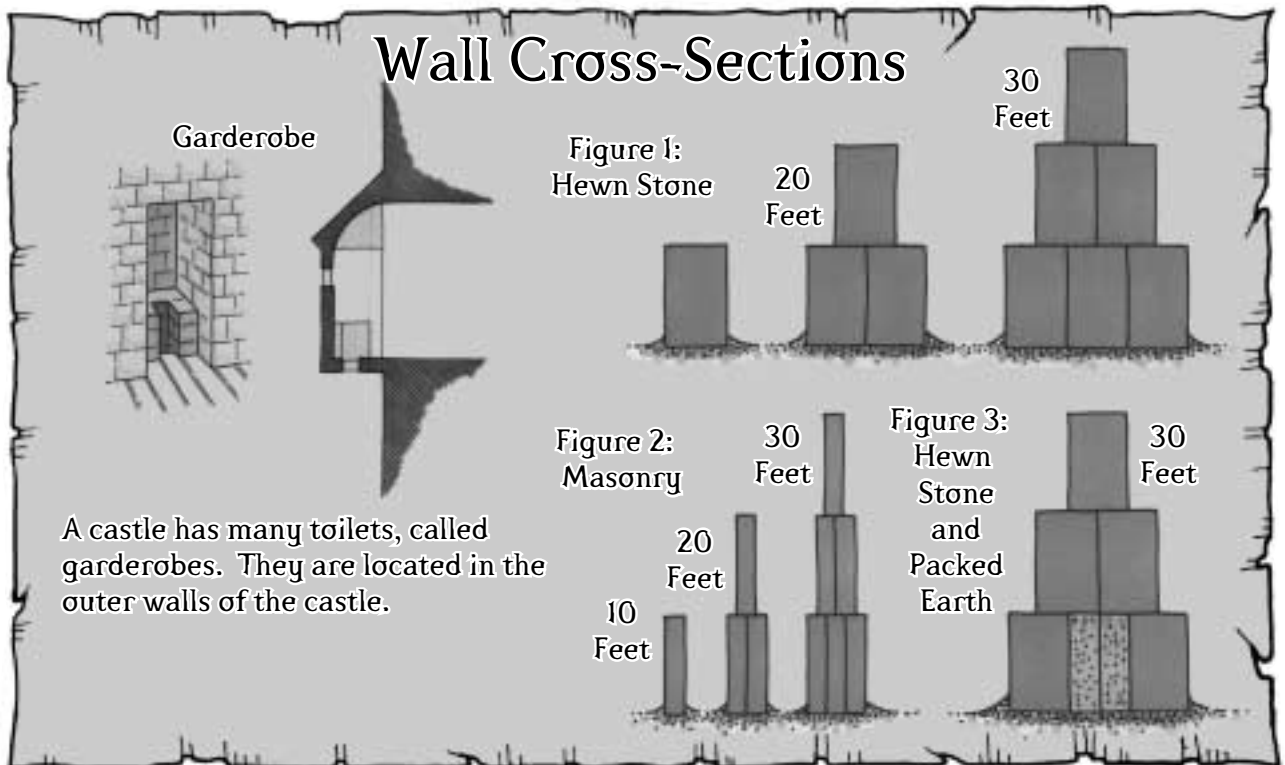 Wall Cross-Sections
Garderobe
A castle has many toilets, called
garderobes.  They are located in the
outer walls of the castle.
Figure 1:
Hewn Stone
20
Feet
30
Feet
Figure 2:
Masonry
10
Feet
20
Feet
30
Feet
Figure 3:
Hewn
Stone
and
Packed
Earth
30
Feet